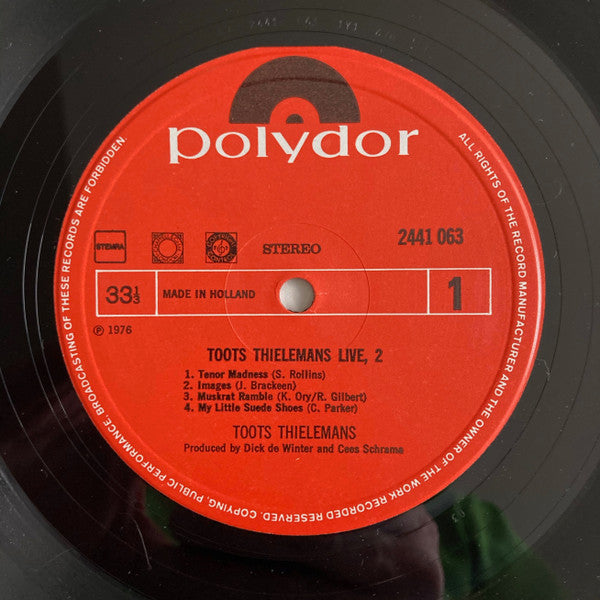 polydor
STEMRA
STEREO
2441 063
33⅓
MADE IN HOLLAND
1
℗ 1976
TOOTS THIELEMANS LIVE, 2
1. Tenor Madness (S. Rollins)
2. Images (J. Brackeen)
3. Muskrat Ramble (K. Ory/R. Gilbert)
4. My Little Suede Shoes (C. Parker)
TOOTS THIELEMANS
Produced by Dick de Winter and Cees Schrama
ALL RIGHTS OF THE RECORD MANUFACTURER AND THE OWNER OF THE WORK RECORDED RESERVED. COPYING, PUBLIC PERFORMANCE, BROADCASTING OF THESE RECORDS ARE FORBIDDEN.